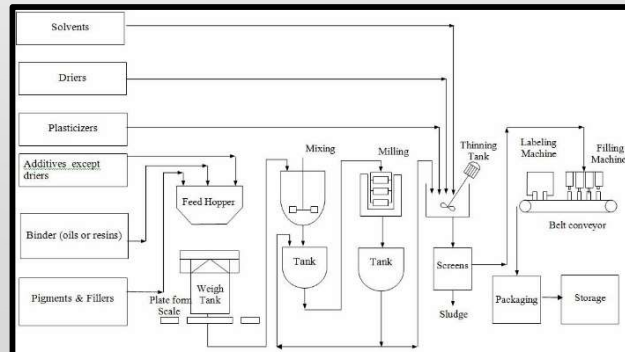 Solvents
Driers
Plasticizers
Additives except
driers
Binder (oils or resins)
Pigments & Fillers
Feed Hopper
Plate form
Scale
Weigh
Tank
Mixing
Tank
Milling
Tank
Thinning
Tank
Screens
Sludge
Labeling
Machine
Filling
Machine
Belt conveyor
Packaging
Storage